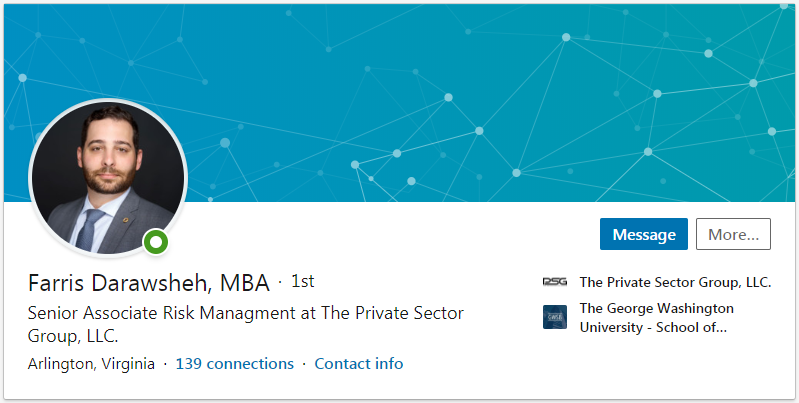 Message
More...
Farris Darawsheh, MBA · 1st
Senior Associate Risk Managment at The Private Sector
Group, LLC.
Arlington, Virginia · 139 connections · Contact info
PSG
The Private Sector Group, LLC.
GWSB
The George Washington
University - School of...